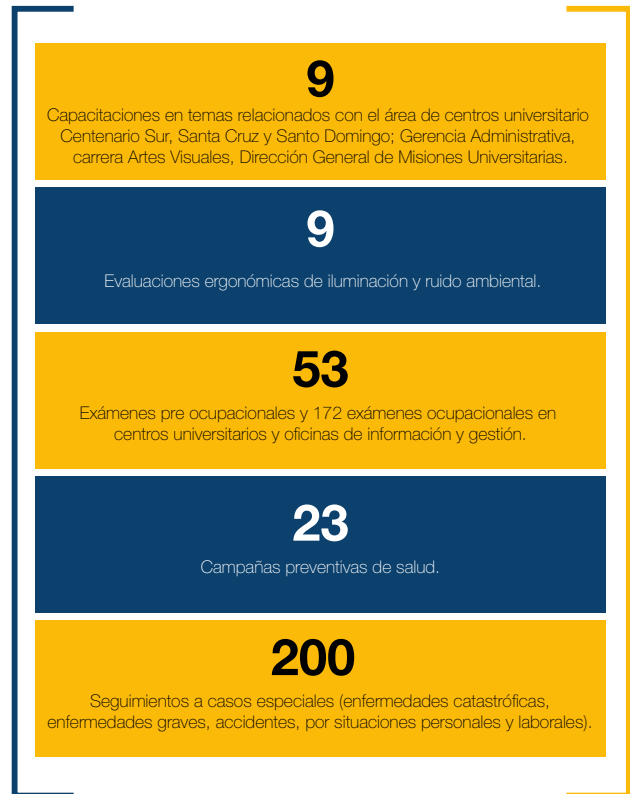 9
Capacitaciones en temas relacionados con el área de centros universitario
Centenario Sur, Santa Cruz y Santo Domingo; Gerencia Administrativa,
carrera Artes Visuales, Dirección General de Misiones Universitarias.
9
Evaluaciones ergonómicas de iluminación y ruido ambiental.
53
Exámenes pre ocupacionales y 172 exámenes ocupacionales en
centros universitarios y oficinas de información y gestión.
23
Campañas preventivas de salud.
200
Seguimientos a casos especiales (enfermedades catastróficas,
enfermedades graves, accidentes, por situaciones personales y laborales).